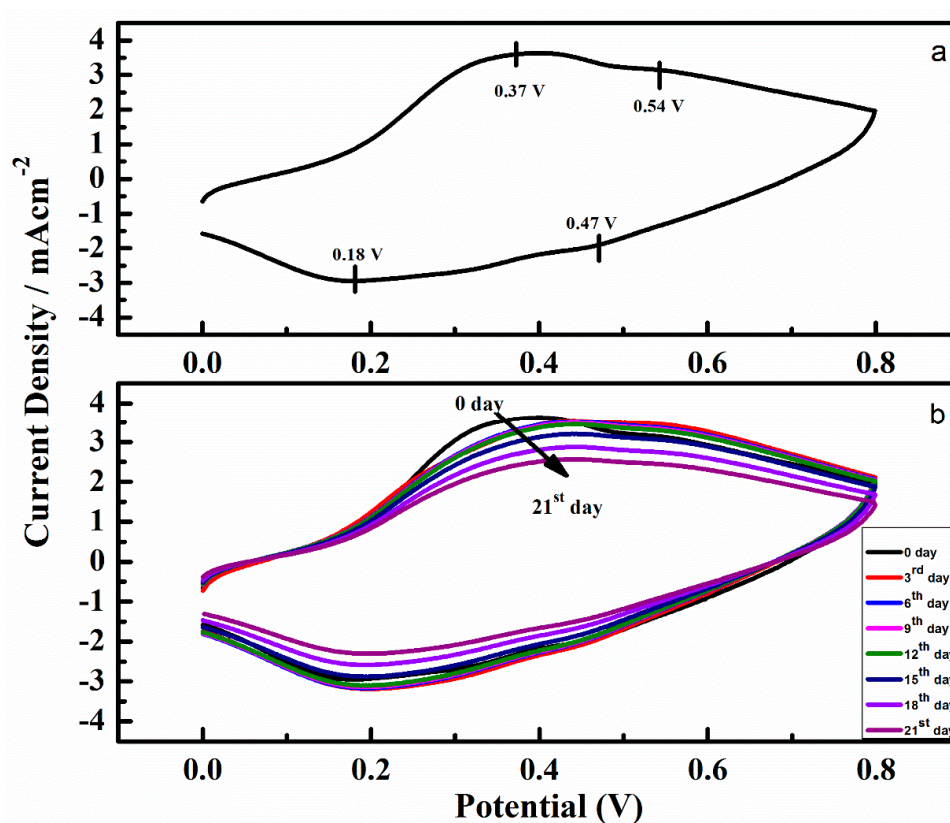 Current Density / mAcm⁻²
a
4
3
2
1
0
-1
-2
-3
-4
0.37 V
0.54 V
0.18 V
0.47 V
0.0
0.2
0.4
0.6
0.8
b
4
3
2
1
0
-1
-2
-3
-4
0 day
21ˢᵗ day
0 day
3ʳᵈ day
6ᵗʰ day
9ᵗʰ day
12ᵗʰ day
15ᵗʰ day
18ᵗʰ day
21ˢᵗ day
0.0
0.2
0.4
0.6
0.8
Potential (V)